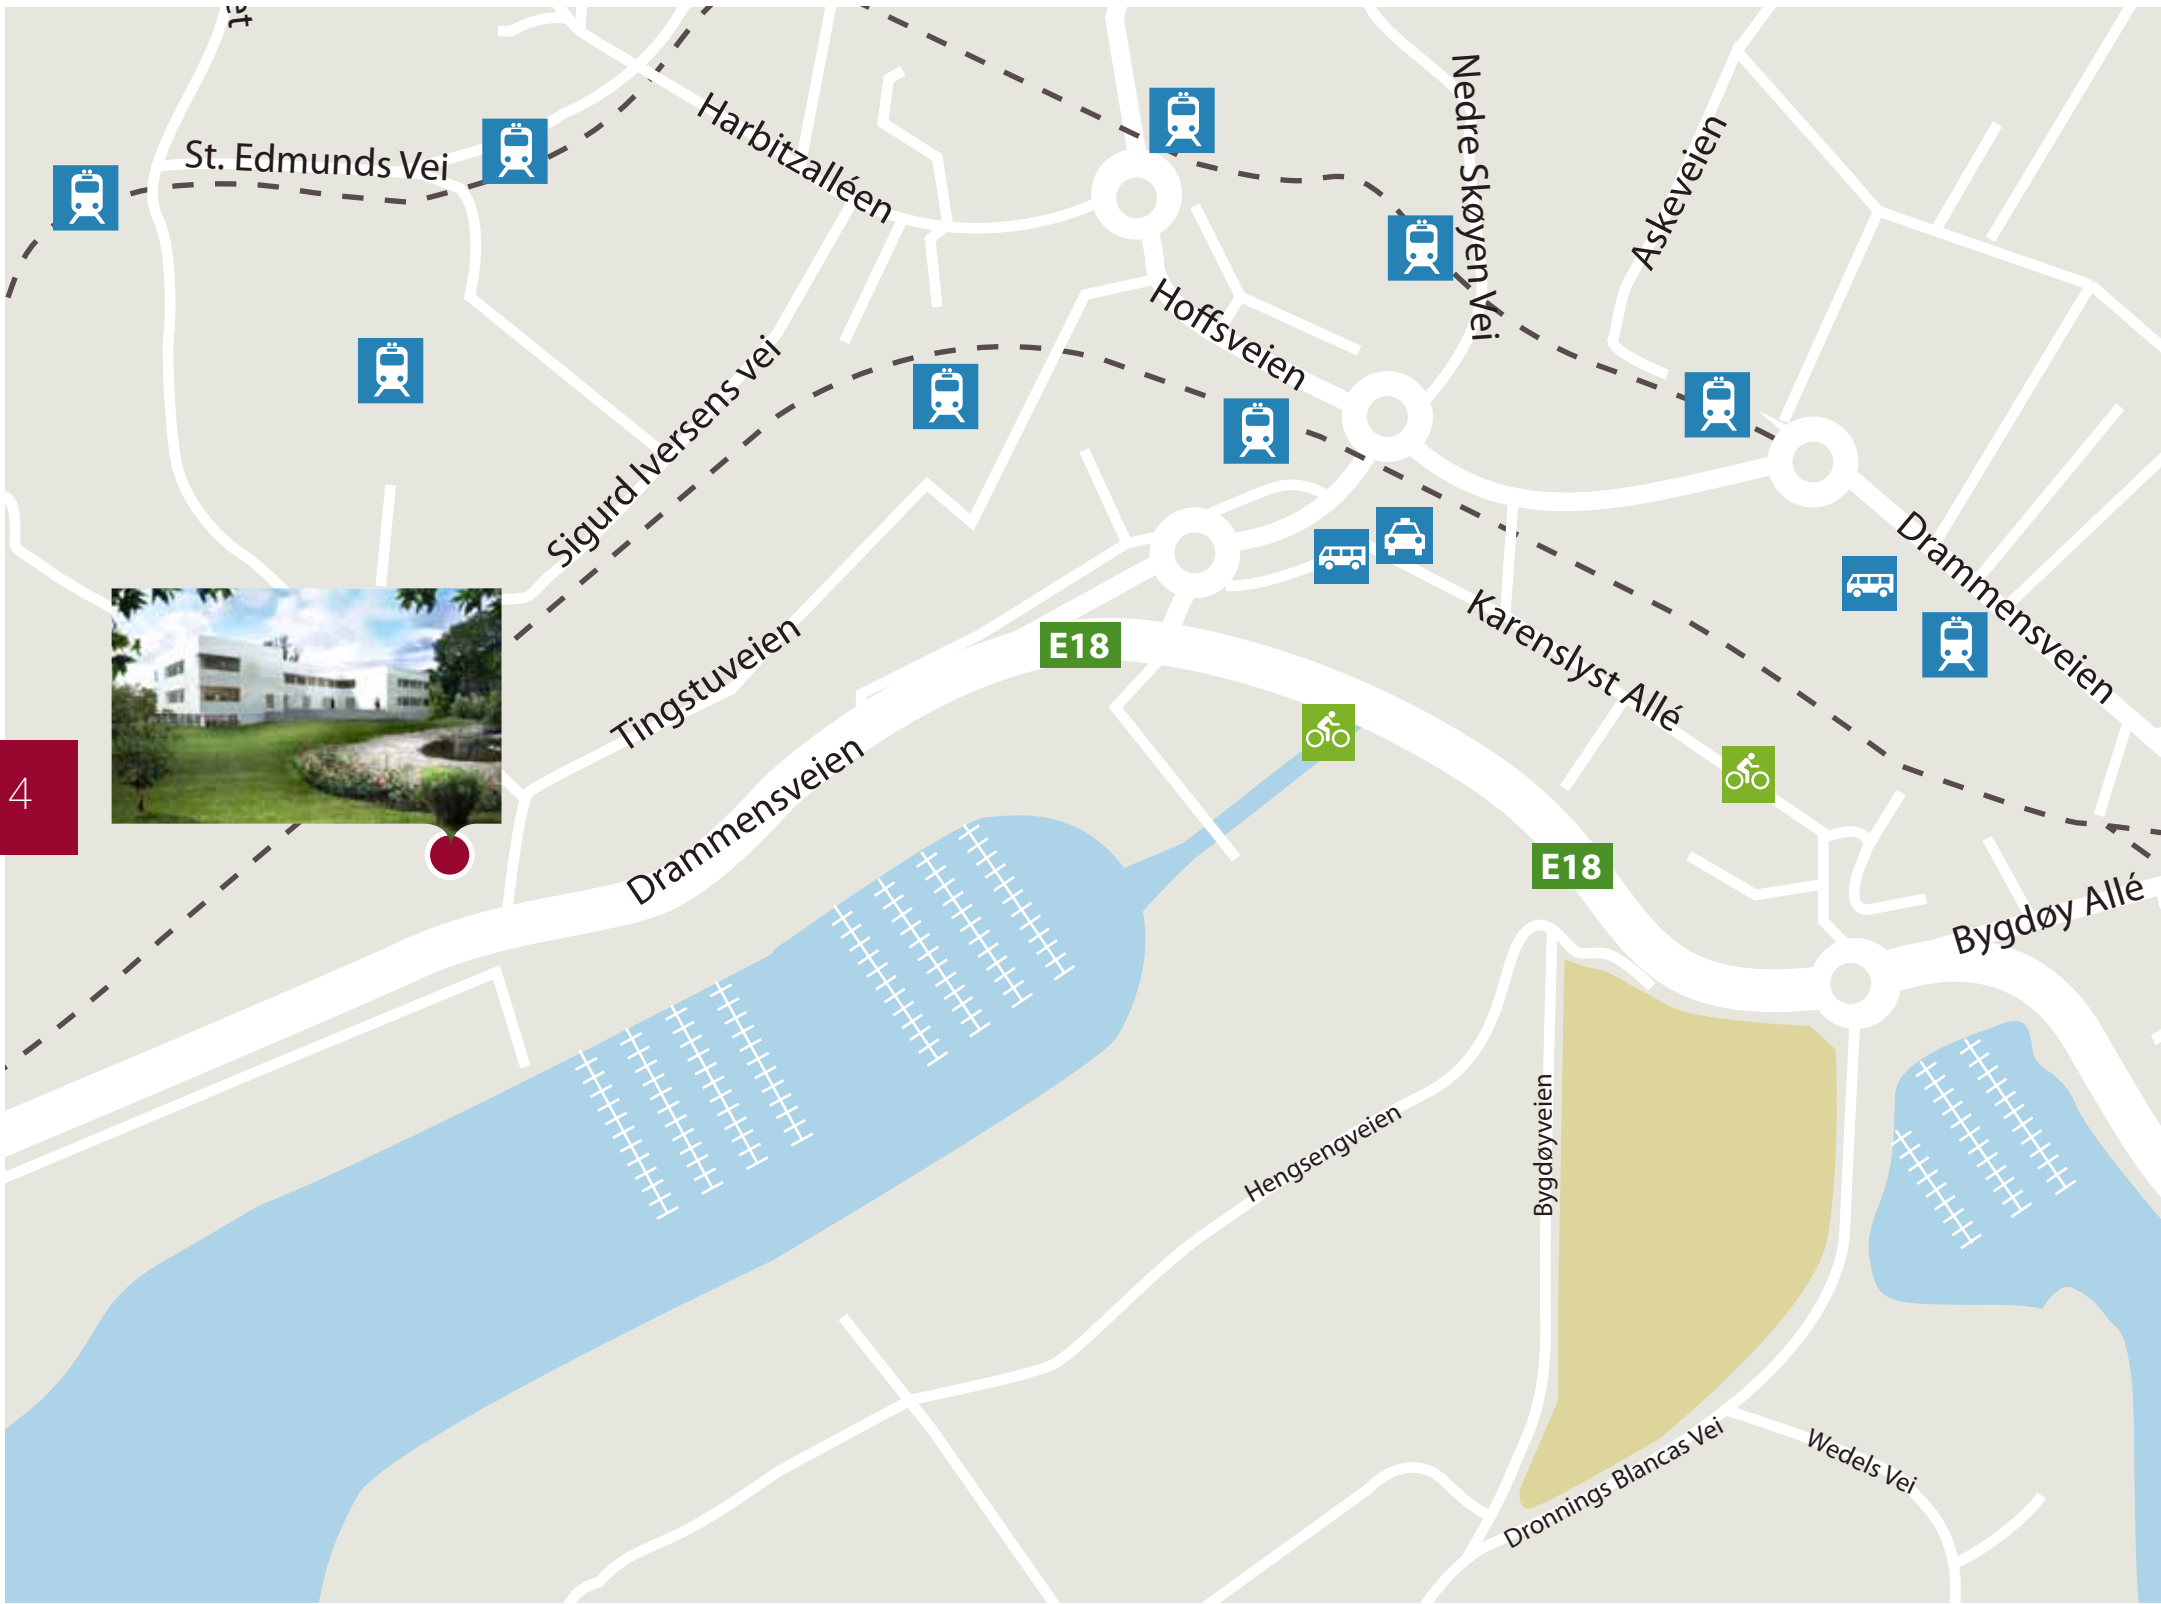 Harbitzalléen
Nedre Skøyen Vei
Askeveien
St. Edmunds Vei
Hoffsveien
Sigurd Iversens vei
Drammensveien
Karenslyst Allé
Tingstuveien
E18
Drammensveien
4
E18
Bygdøy Allé
Hengsengveien
Bygdøyveien
Dronnings Blancas Vei
Wedels Vei